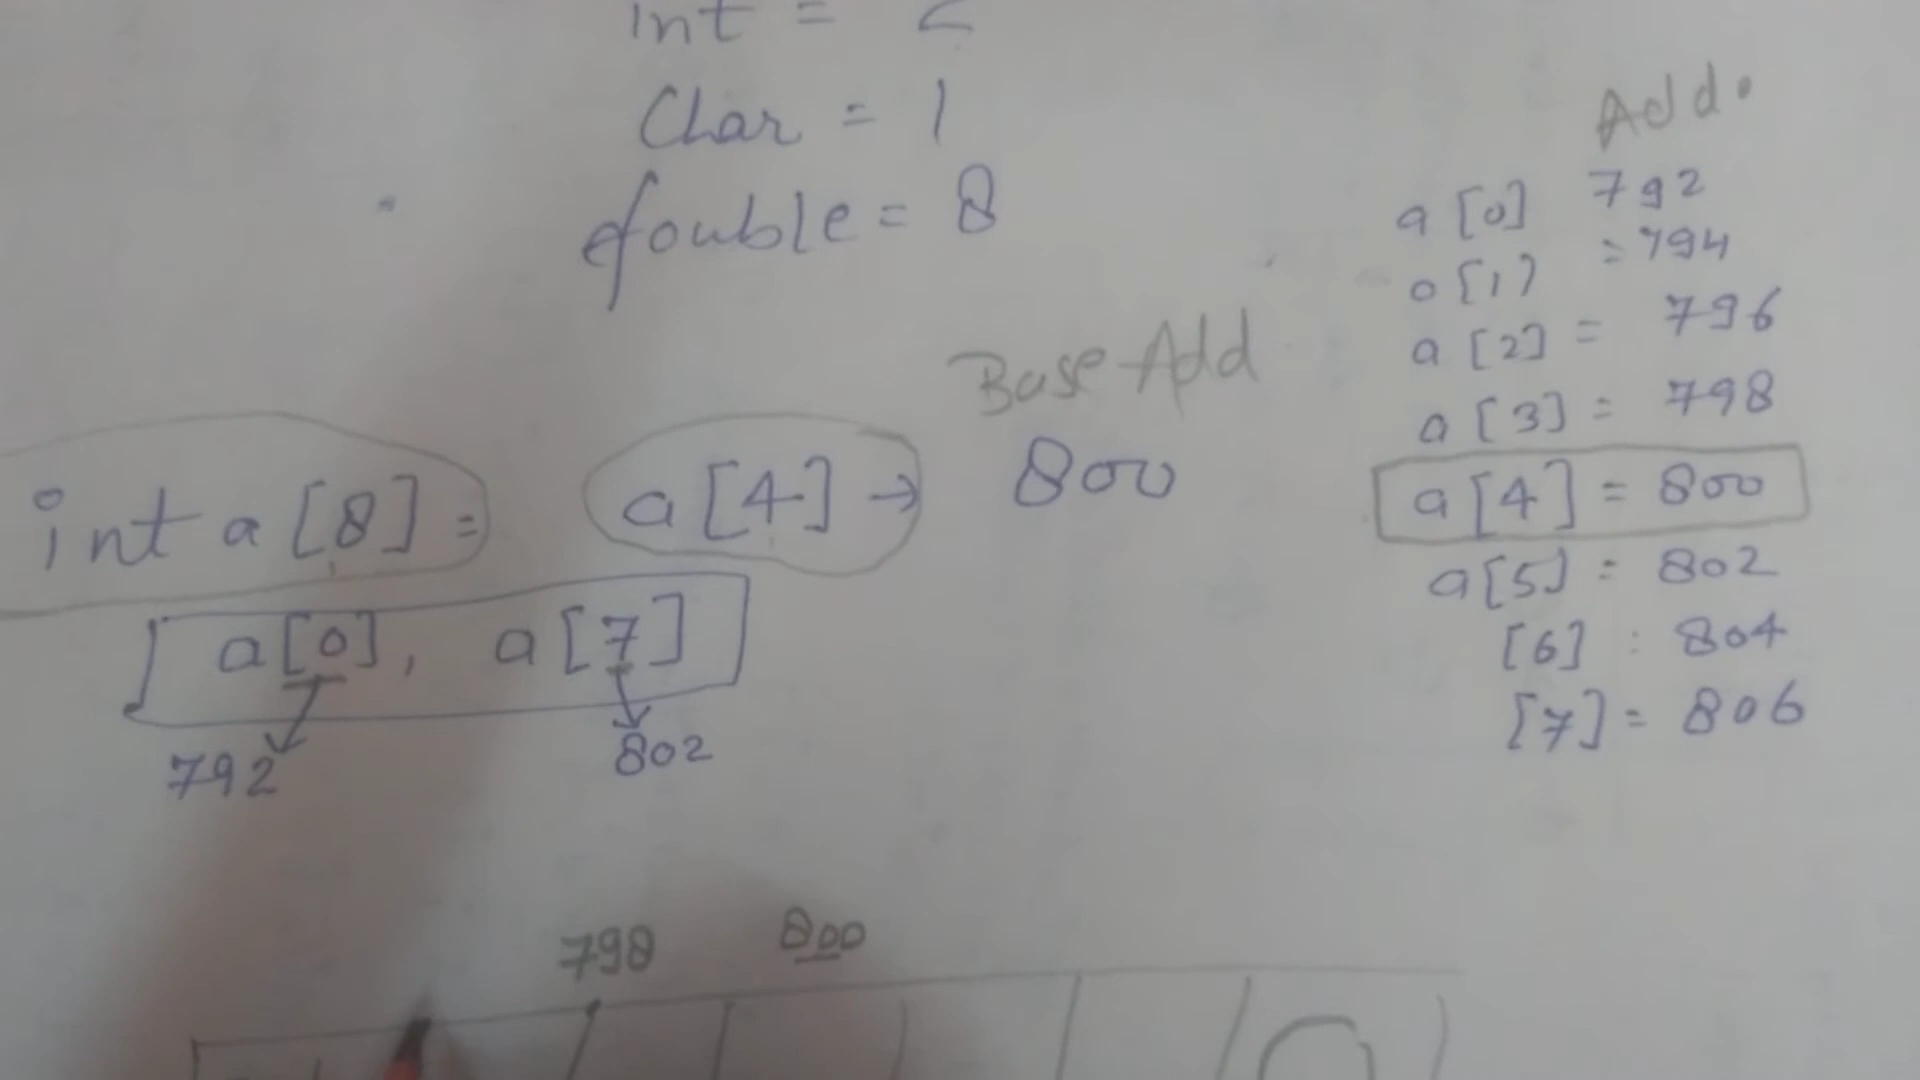 int = 2
Char = 1
double = 8
Base Add
int a[8] = a[4] → 800
a[0], a[7]
792 802
Add.
a[0] 792
a[1] = 794
a[2] = 796
a[3] = 798
a[4] = 800
a[5] = 802
[6] : 804
[7] = 806
798 800